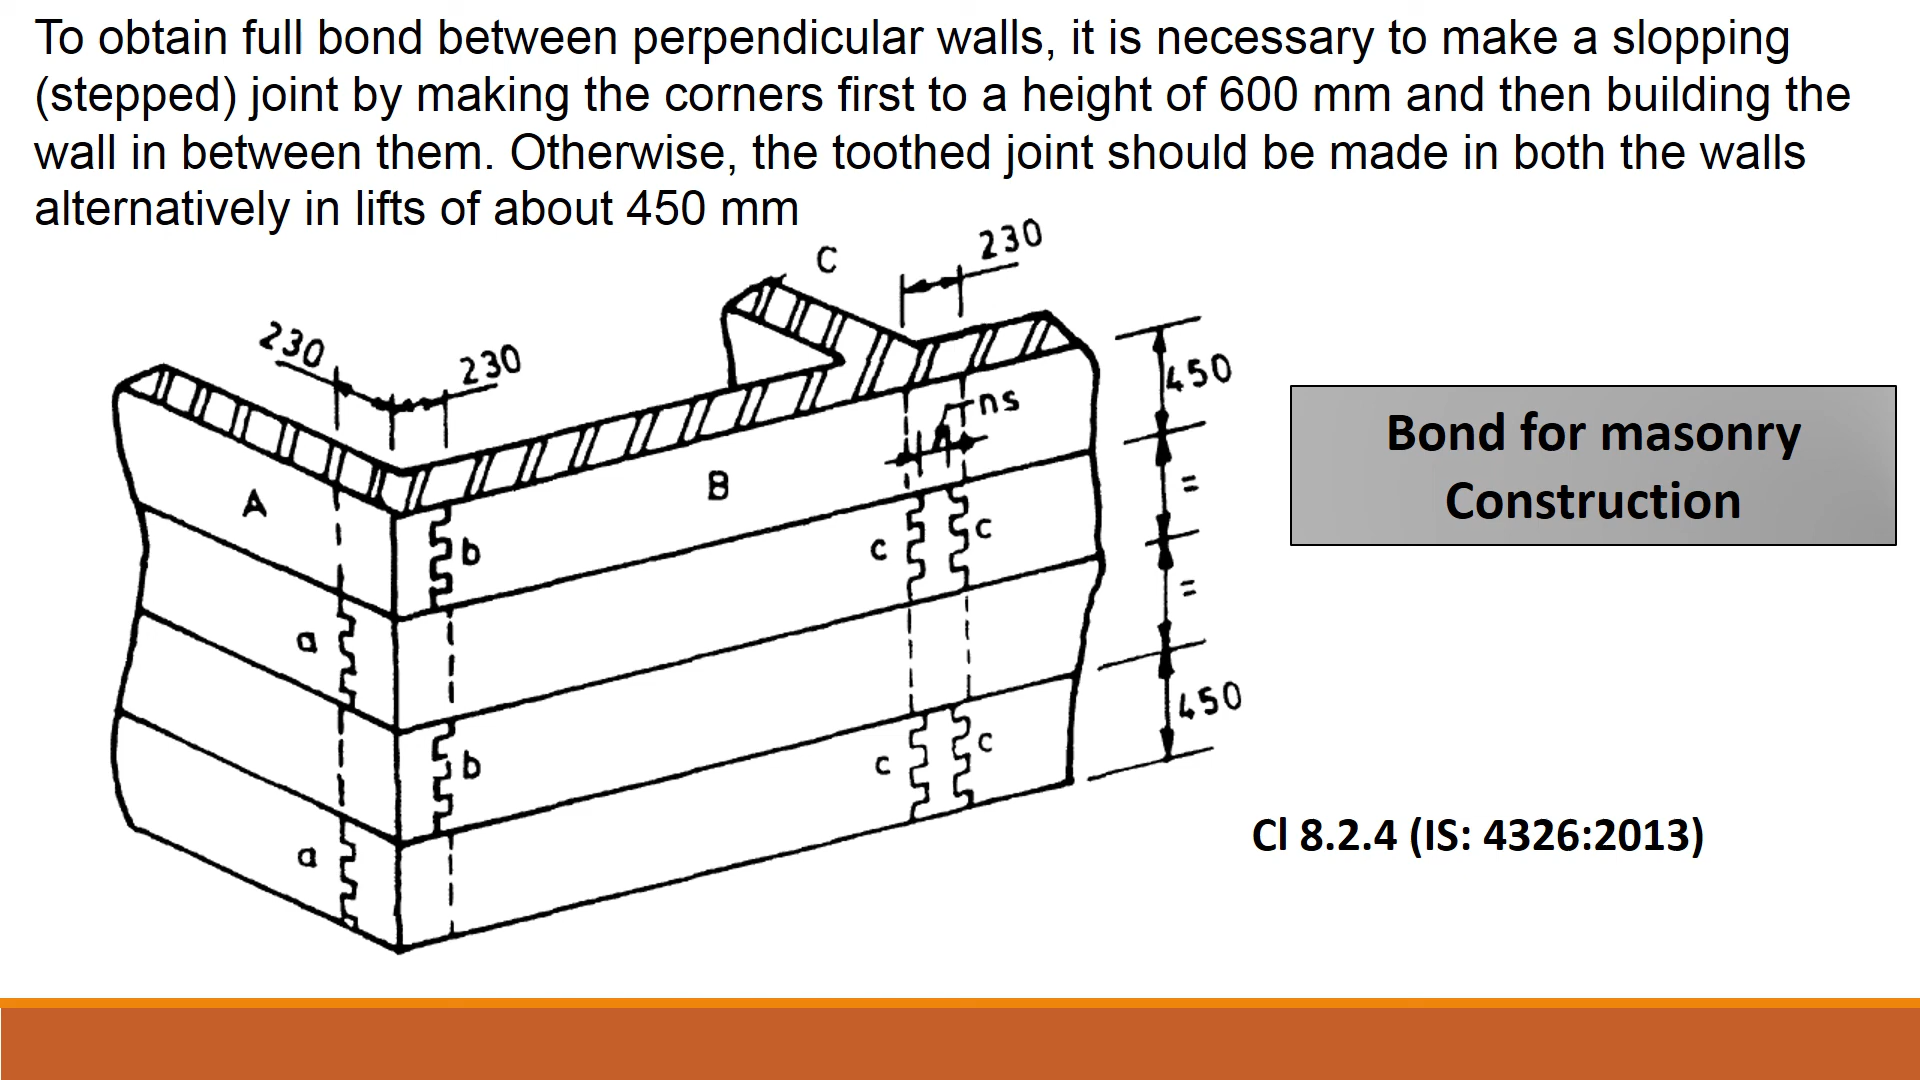 To obtain full bond between perpendicular walls, it is necessary to make a slopping
(stepped) joint by making the corners first to a height of 600 mm and then building the
wall in between them. Otherwise, the toothed joint should be made in both the walls
alternatively in lifts of about 450 mm
C
230
230
230
450
ns
A
B
=
b
c
c
=
a
450
b
c
c
a
Bond for masonry
Construction
Cl 8.2.4 (IS: 4326:2013)